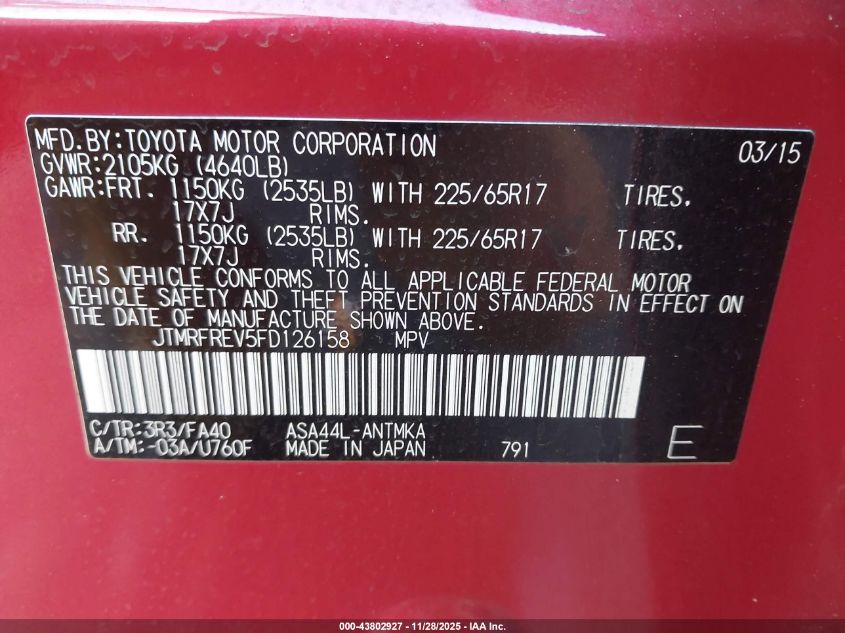 MFD.BY:TOYOTA MOTOR CORPORATION 03/15
GVWR:2105KG (4640LB)
GAWR:FRT. 1150KG (2535LB) WITH 225/65R17 TIRES.
17X7J RIMS.
RR. 1150KG (2535LB) WITH 225/65R17 TIRES.
17X7J RIMS.
THIS VEHICLE CONFORMS TO ALL APPLICABLE FEDERAL MOTOR
VEHICLE SAFETY AND THEFT PREVENTION STANDARDS IN EFFECT ON
THE DATE OF MANUFACTURE SHOWN ABOVE.
JTMRFREV5FD126158 MPV
C/TR:3R3/FA40 ASA44L-ANTMKA
A/TM:-03A/U760F MADE IN JAPAN 791 E
000-43802927 | 11/28/2025 - IAA Inc.